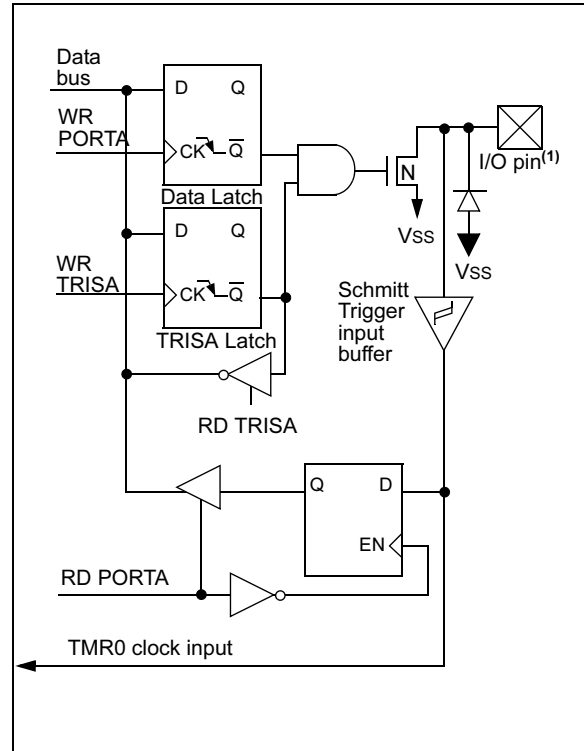 Data
bus
D Q
WR
PORTA
CK Q̅
N
I/O pin(1)
Data Latch
VSS
VSS
D Q
WR
TRISA
CK Q̅
Schmitt
Trigger
input
buffer
TRISA Latch
RD TRISA
Q D
EN
RD PORTA
TMR0 clock input